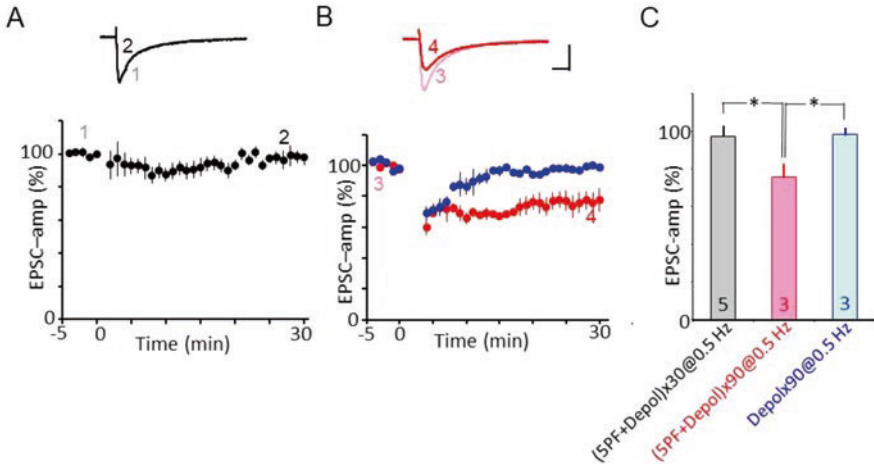 A
2
1
EPSC–amp (%)
100
0
1
2
-5
0
30
Time (min)
B
4
3
EPSC–amp (%)
100
0
3
4
-5
0
30
Time (min)
C
*
*
EPSC-amp (%)
100
0
5
3
3
(5PF+Depol)x30@0.5 Hz
(5PF+Depol)x90@0.5 Hz
Depolx90@0.5 Hz